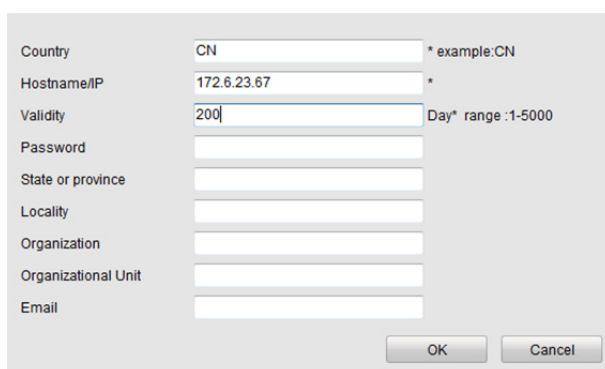 Country CN * example:CN
Hostname/IP 172.6.23.67 *
Validity 200 Day* range :1-5000
Password
State or province
Locality
Organization
Organizational Unit
Email
OK Cancel